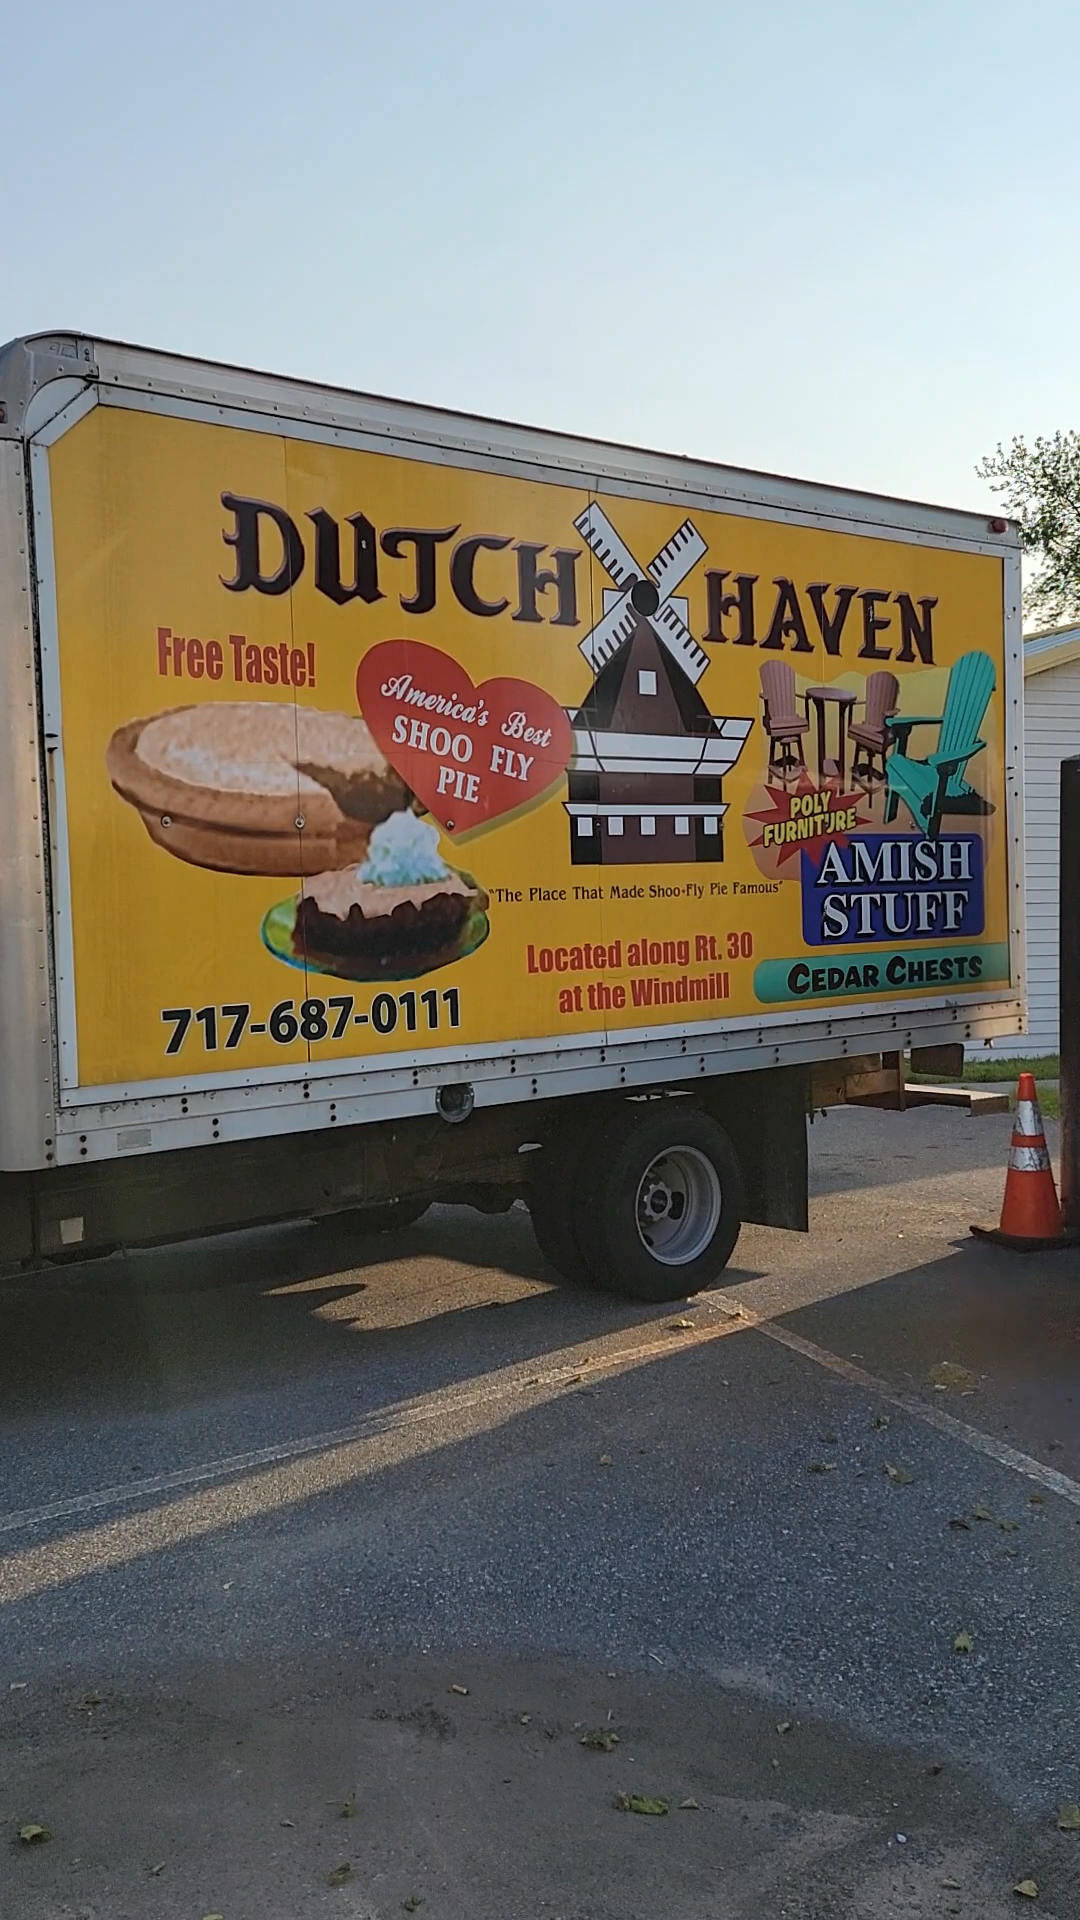 DUTCH HAVEN
Free Taste!
America's Best
SHOO FLY
PIE
POLY
FURNITURE
AMISH
STUFF
"The Place That Made Shoo-Fly Pie Famous"
Located along Rt. 30
at the Windmill
CEDAR CHESTS
717-687-0111